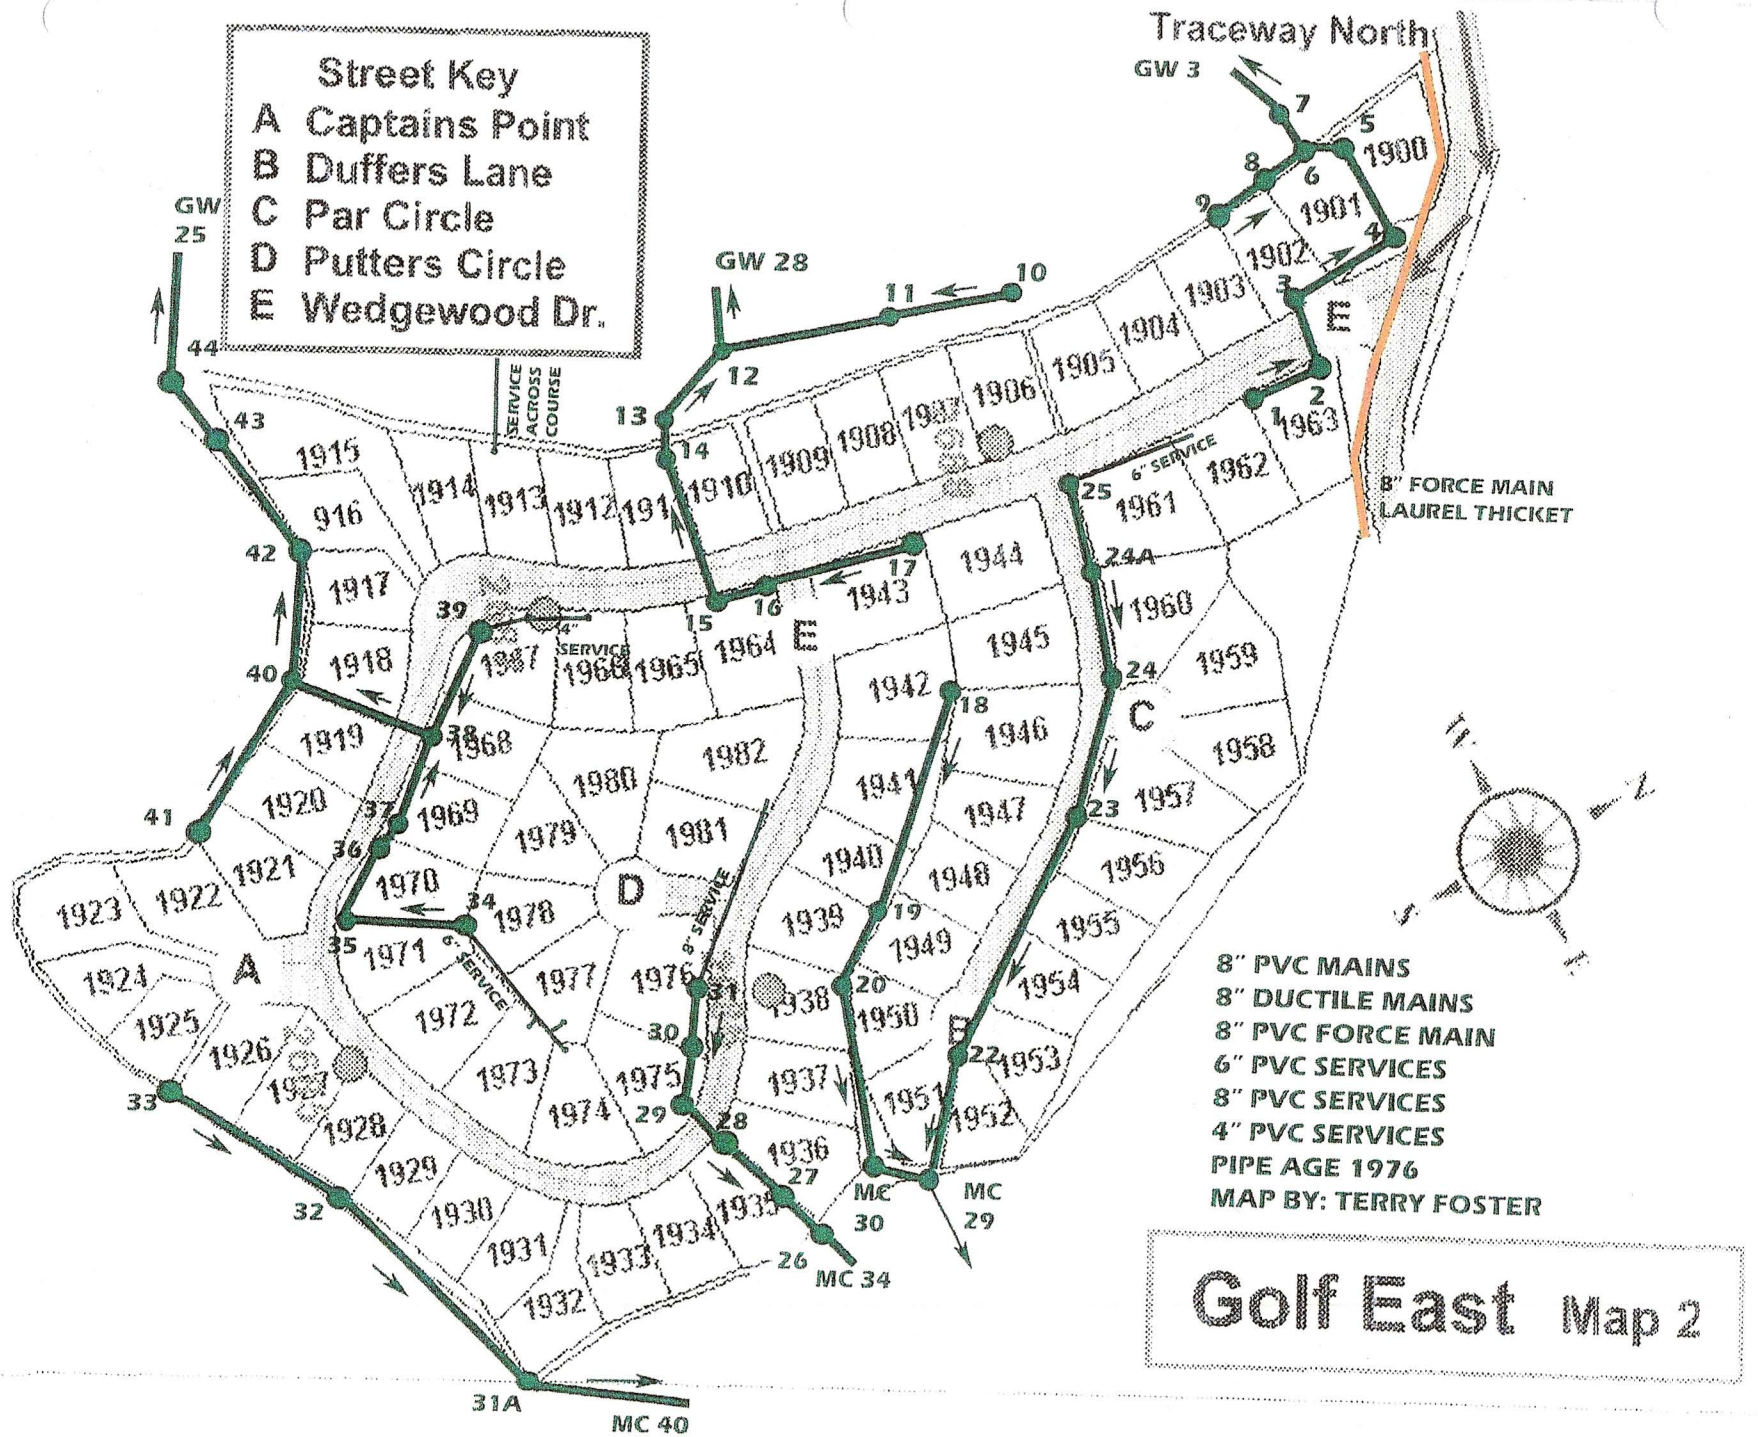 Traceway North
GW 3
Street Key
A Captains Point
B Duffers Lane
C Par Circle
D Putters Circle
E Wedgewood Dr.
GW
25
GW 28
7
5
1900
6
8
9
1901
4
1902
3
E
1903
1904
1905
1906
1907
1908
1909
1910
10
11
12
13
14
44
43
SERVICE
ACROSS
COURSE
1
2
1963
1962
6" SERVICE
25
1961
8" FORCE MAIN
LAUREL THICKET
1915
1914
1913
1912
191
916
42
1917
1918
39
4"
SERVICE
15
16
17
1943
1944
24A
1960
E
1964
1965
1966
1945
1942
18
24
1959
C
1946
1958
40
38
1968
1919
1920
37
1969
36
41
1982
1980
1981
1979
1941
1947
23
1957
1940
1948
1956
1921
1922
1923
1970
34
1978
D
8" SERVICE
1939
19
1949
1955
35
1971
6" SERVICE
A
1924
1977
1976
31
1938
20
1950
1954
1925
1972
B
22
1953
1926
1927
1973
30
1975
1937
1951
1952
33
1928
1974
29
28
1936
1929
32
1930
27
1935
MC
30
MC
29
1931
1933
1934
26
MC 34
1932
31A
MC 40
W
N
S
E
8" PVC MAINS
8" DUCTILE MAINS
8" PVC FORCE MAIN
6" PVC SERVICES
8" PVC SERVICES
4" PVC SERVICES
PIPE AGE 1976
MAP BY: TERRY FOSTER
Golf East Map 2